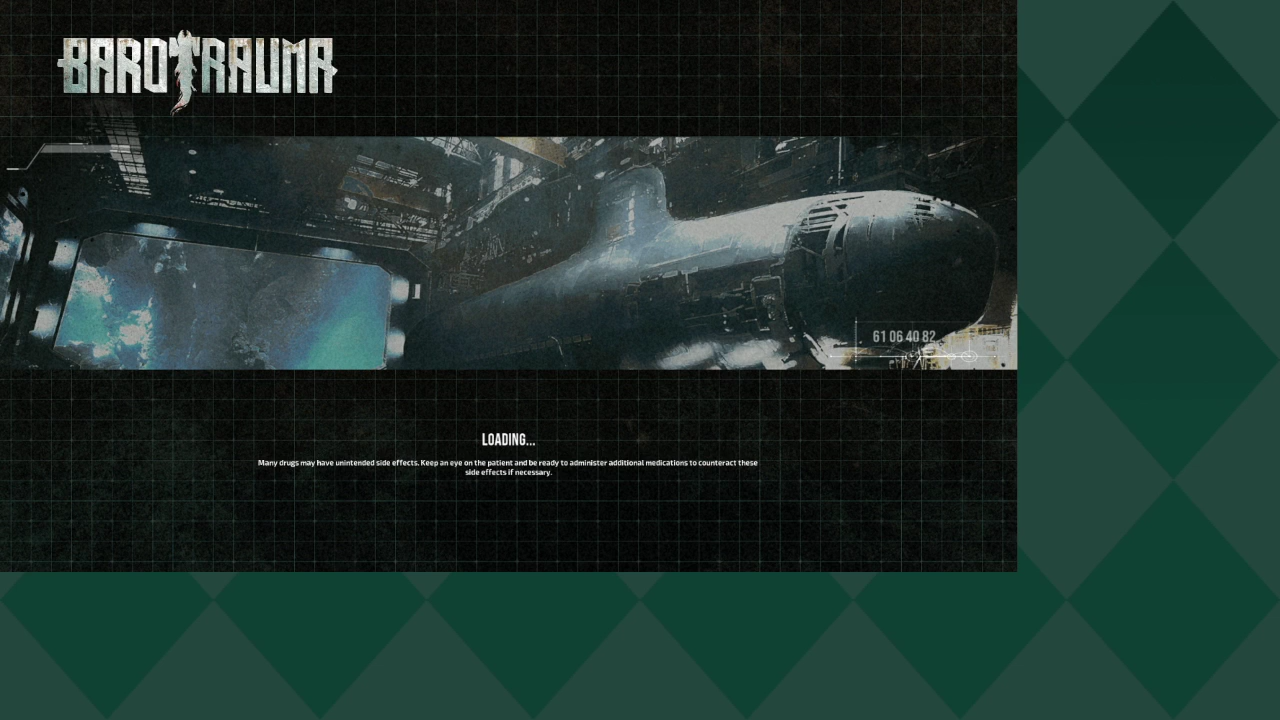 BAROTRAUMA
61 06 40 82
LOADING...
Many drugs may have unintended side effects. Keep an eye on the patient and be ready to administer additional medications to counteract these
side effects if necessary.